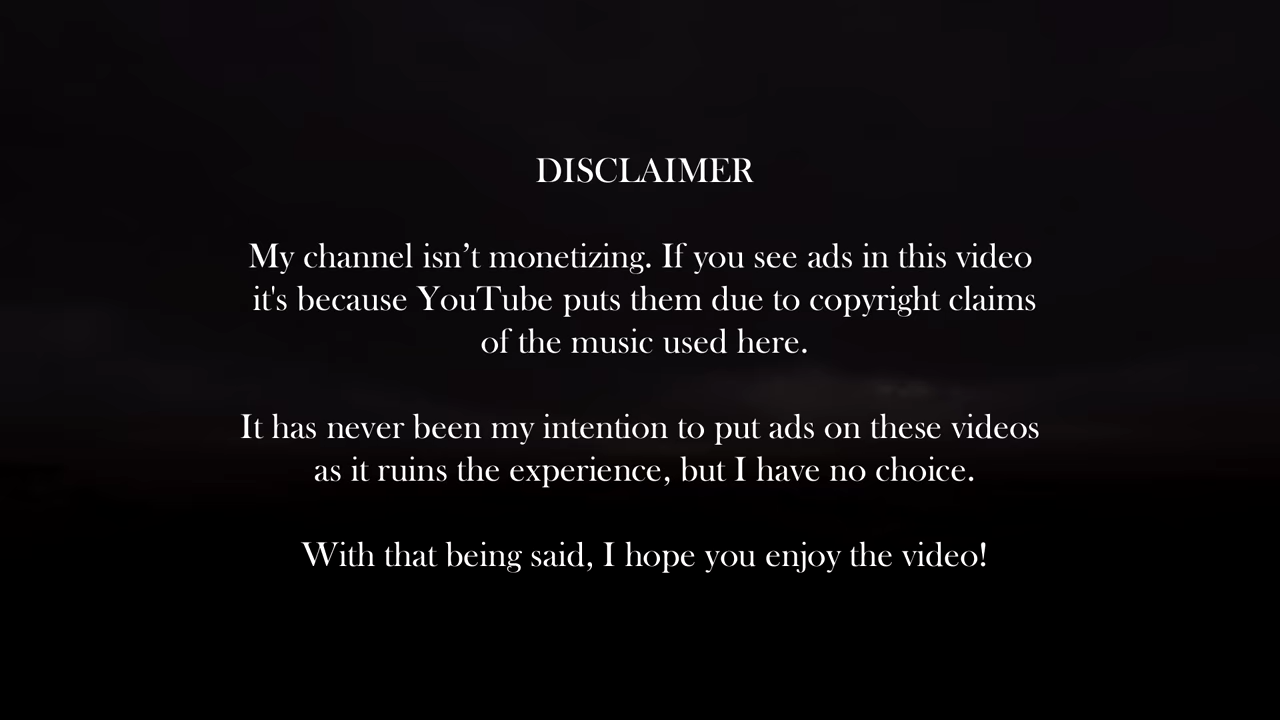 DISCLAIMER
My channel isn’t monetizing. If you see ads in this video
it's because YouTube puts them due to copyright claims
of the music used here.
It has never been my intention to put ads on these videos
as it ruins the experience, but I have no choice.
With that being said, I hope you enjoy the video!